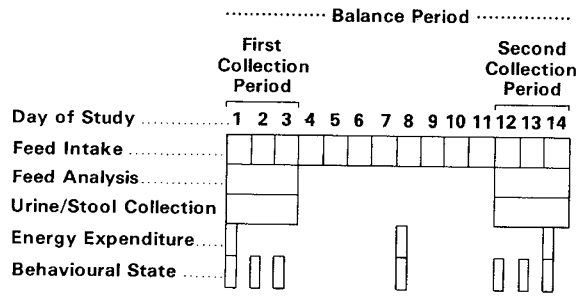 Balance Period
First
Collection
Period
Second
Collection
Period
Day of Study 1 2 3 4 5 6 7 8 9 10 11 12 13 14
Feed Intake
Feed Analysis
Urine/Stool Collection
Energy Expenditure
Behavioural State